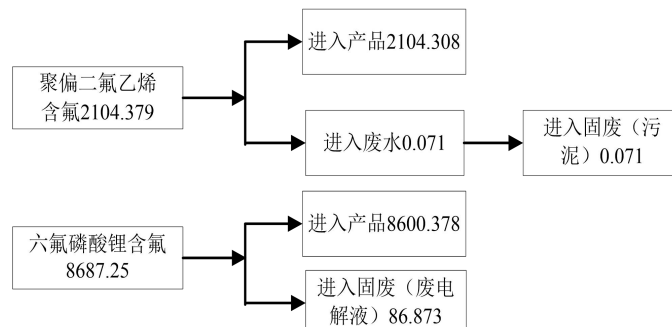 进入产品2104.308
聚偏二氟乙烯
含氟2104.379
进入废水0.071
进入固废（污
泥）0.071
进入产品8600.378
六氟磷酸锂含氟
8687.25
进入固废（废电
解液）86.873